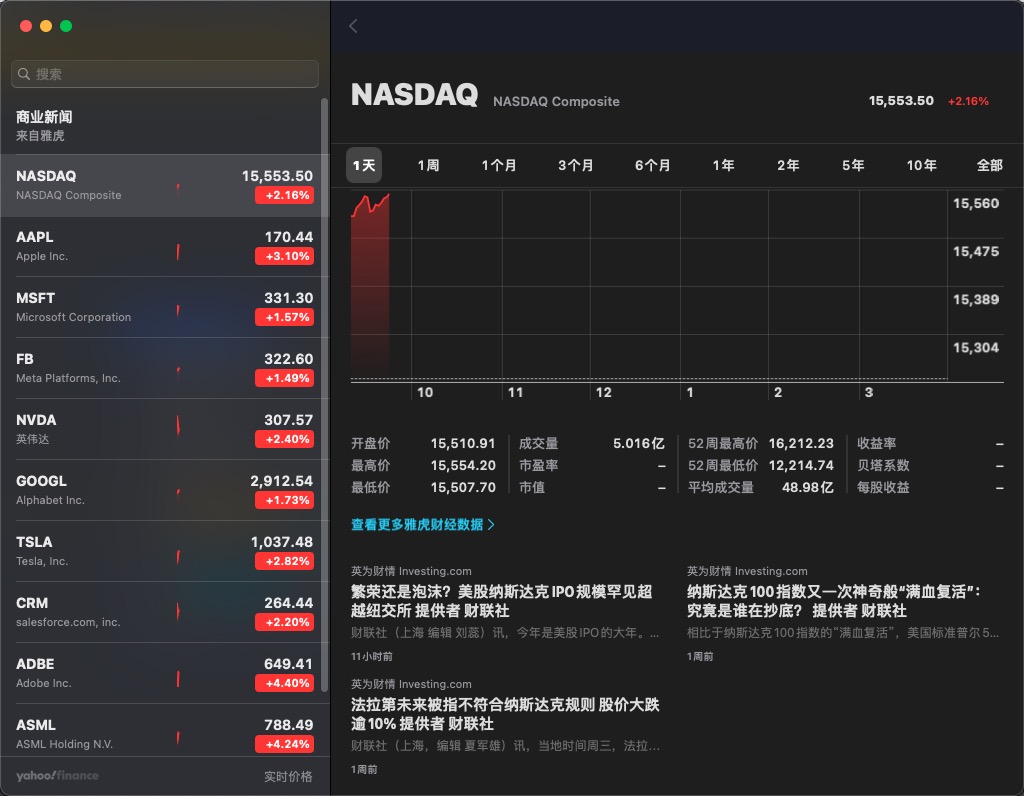 搜索
商业新闻
来自雅虎
NASDAQ 15,553.50
NASDAQ Composite +2.16%
AAPL 170.44
Apple Inc. +3.10%
MSFT 331.30
Microsoft Corporation +1.57%
FB 322.60
Meta Platforms, Inc. +1.49%
NVDA 307.57
英伟达 +2.40%
GOOGL 2,912.54
Alphabet Inc. +1.73%
TSLA 1,037.48
Tesla, Inc. +2.82%
CRM 264.44
salesforce.com, inc. +2.20%
ADBE 649.41
Adobe Inc. +4.40%
ASML 788.49
ASML Holding N.V. +4.24%
yahoo!finance 实时价格
NASDAQ NASDAQ Composite 15,553.50 +2.16%
1天 1周 1个月 3个月 6个月 1年 2年 5年 10年 全部
15,560
15,475
15,389
15,304
10 11 12 1 2 3
开盘价 15,510.91 成交量 5.016亿 52周最高价 16,212.23 收益率 –
最高价 15,554.20 市盈率 – 52周最低价 12,214.74 贝塔系数 –
最低价 15,507.70 市值 – 平均成交量 48.98亿 每股收益 –
查看更多雅虎财经数据
英为财情 Investing.com
繁荣还是泡沫？美股纳斯达克IPO规模罕见超
越纽交所 提供者 财联社
财联社（上海 编辑 刘蕊）讯，今年是美股IPO的大年。...
11小时前
英为财情 Investing.com
纳斯达克100指数又一次神奇般“满血复活”：
究竟是谁在抄底？ 提供者 财联社
相比于纳斯达克100指数的“满血复活”，美国标准普尔5...
1周前
英为财情 Investing.com
法拉第未来被指不符合纳斯达克规则 股价大跌
逾10% 提供者 财联社
财联社（上海，编辑 夏军雄）讯，当地时间周三，法拉...
1周前